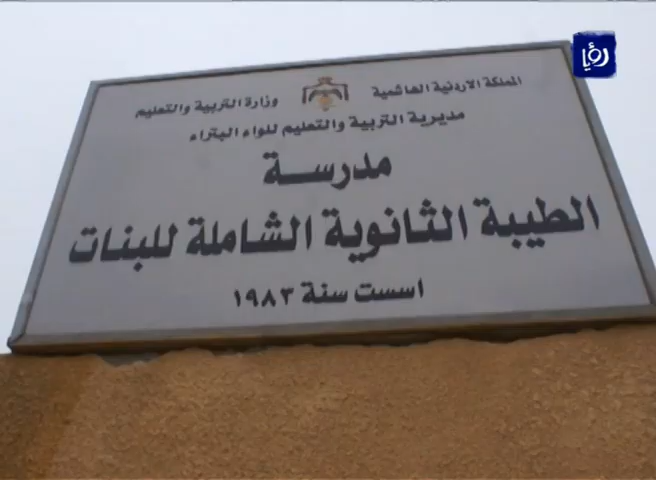 رؤيا
المملكة الاردنية الهاشمية وزارة التربية والتعليم
مديرية التربية والتعليم للواء البتراء
مدرسة
الطيبة الثانوية الشاملة للبنات
اسست سنة ١٩٨٣